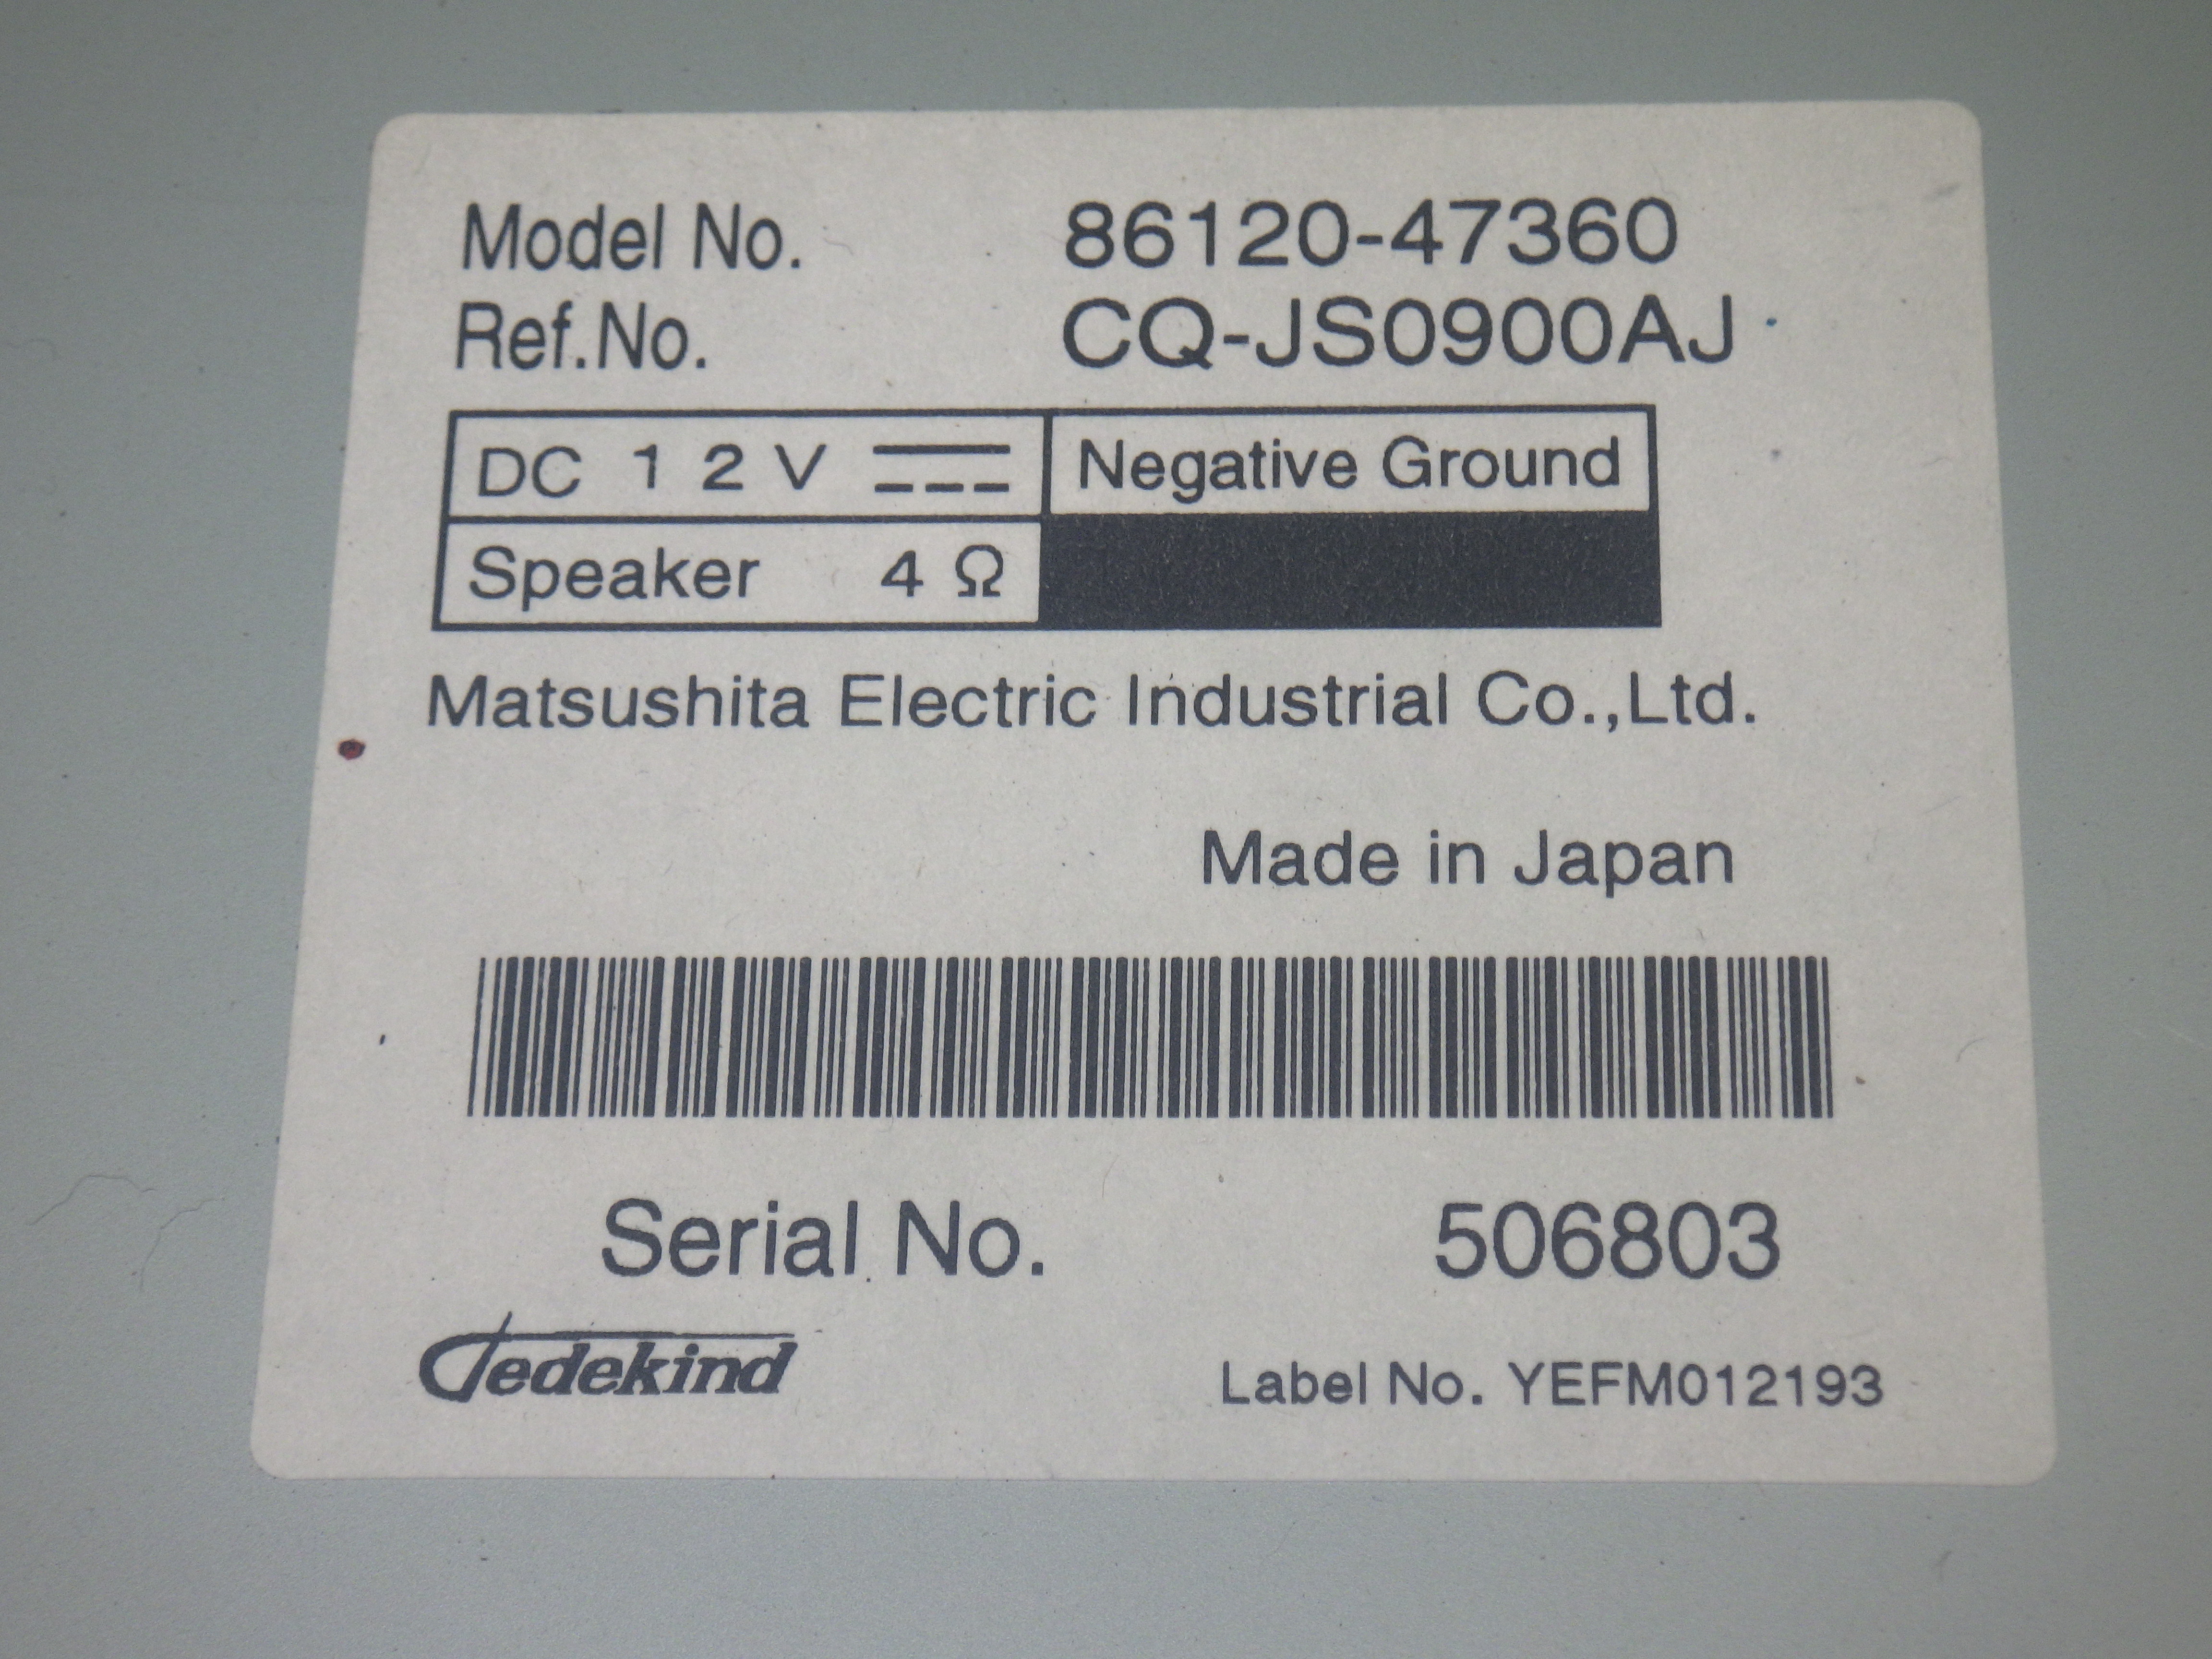 Model No. 86120-47360
Ref.No. CQ-JS0900AJ
DC 12V Negative Ground
Speaker 4 Ω
Matsushita Electric Industrial Co.,Ltd.
Made in Japan
Serial No. 506803
Dedekind
Label No. YEFM012193